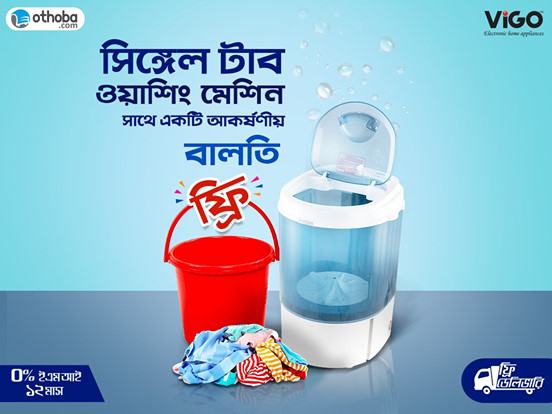 othoba
.com
ViGO
Electronic home appliances
সিঙ্গেল টাব
ওয়াশিং মেশিন
সাথে একটি আকর্ষণীয়
বালতি
ফ্রি
0% ইএমআই
১২ মাস
ফ্রি
ডেলিভারি